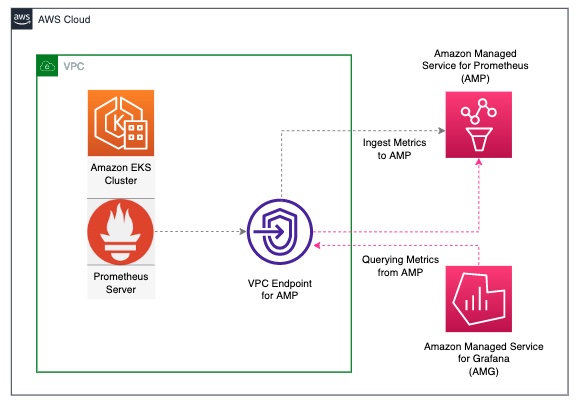 aws
AWS Cloud
VPC
Amazon EKS
Cluster
Prometheus
Server
VPC Endpoint
for AMP
Ingest Metrics
to AMP
Amazon Managed
Service for Prometheus
(AMP)
Querying Metrics
from AMP
Amazon Managed Service
for Grafana
(AMG)